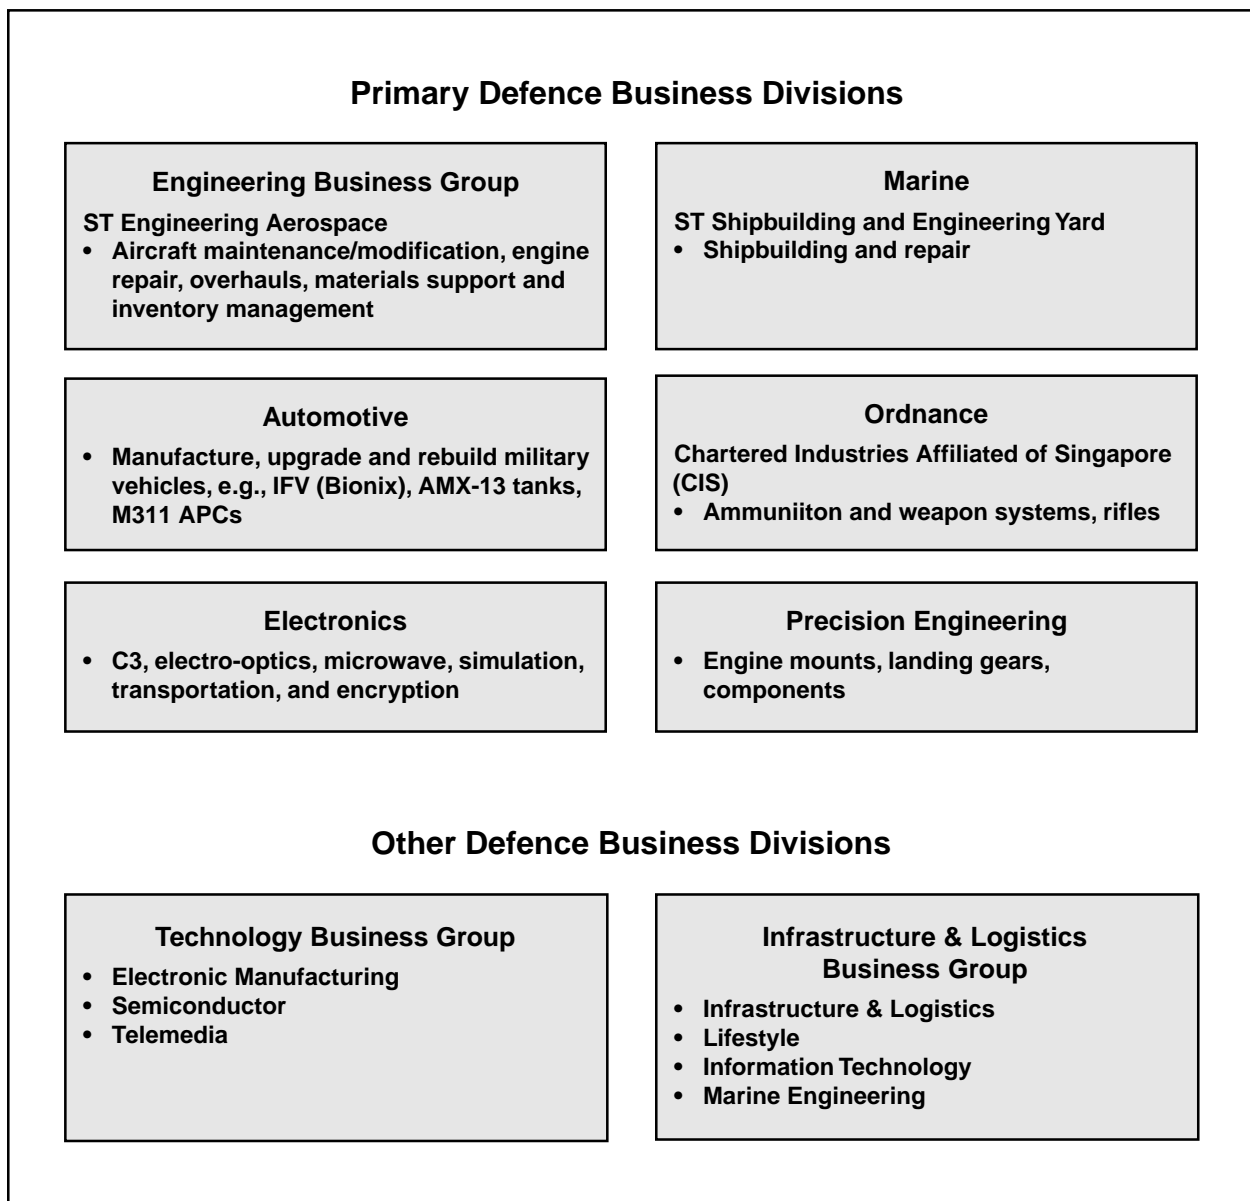 Primary Defence Business Divisions
Engineering Business Group
ST Engineering Aerospace
• Aircraft maintenance/modification, engine
repair, overhauls, materials support and
inventory management
Marine
ST Shipbuilding and Engineering Yard
• Shipbuilding and repair
Automotive
• Manufacture, upgrade and rebuild military
vehicles, e.g., IFV (Bionix), AMX-13 tanks,
M311 APCs
Ordnance
Chartered Industries Affiliated of Singapore
(CIS)
• Ammuniiton and weapon systems, rifles
Electronics
• C3, electro-optics, microwave, simulation,
transportation, and encryption
Precision Engineering
• Engine mounts, landing gears,
components
Other Defence Business Divisions
Technology Business Group
• Electronic Manufacturing
• Semiconductor
• Telemedia
Infrastructure & Logistics
Business Group
• Infrastructure & Logistics
• Lifestyle
• Information Technology
• Marine Engineering